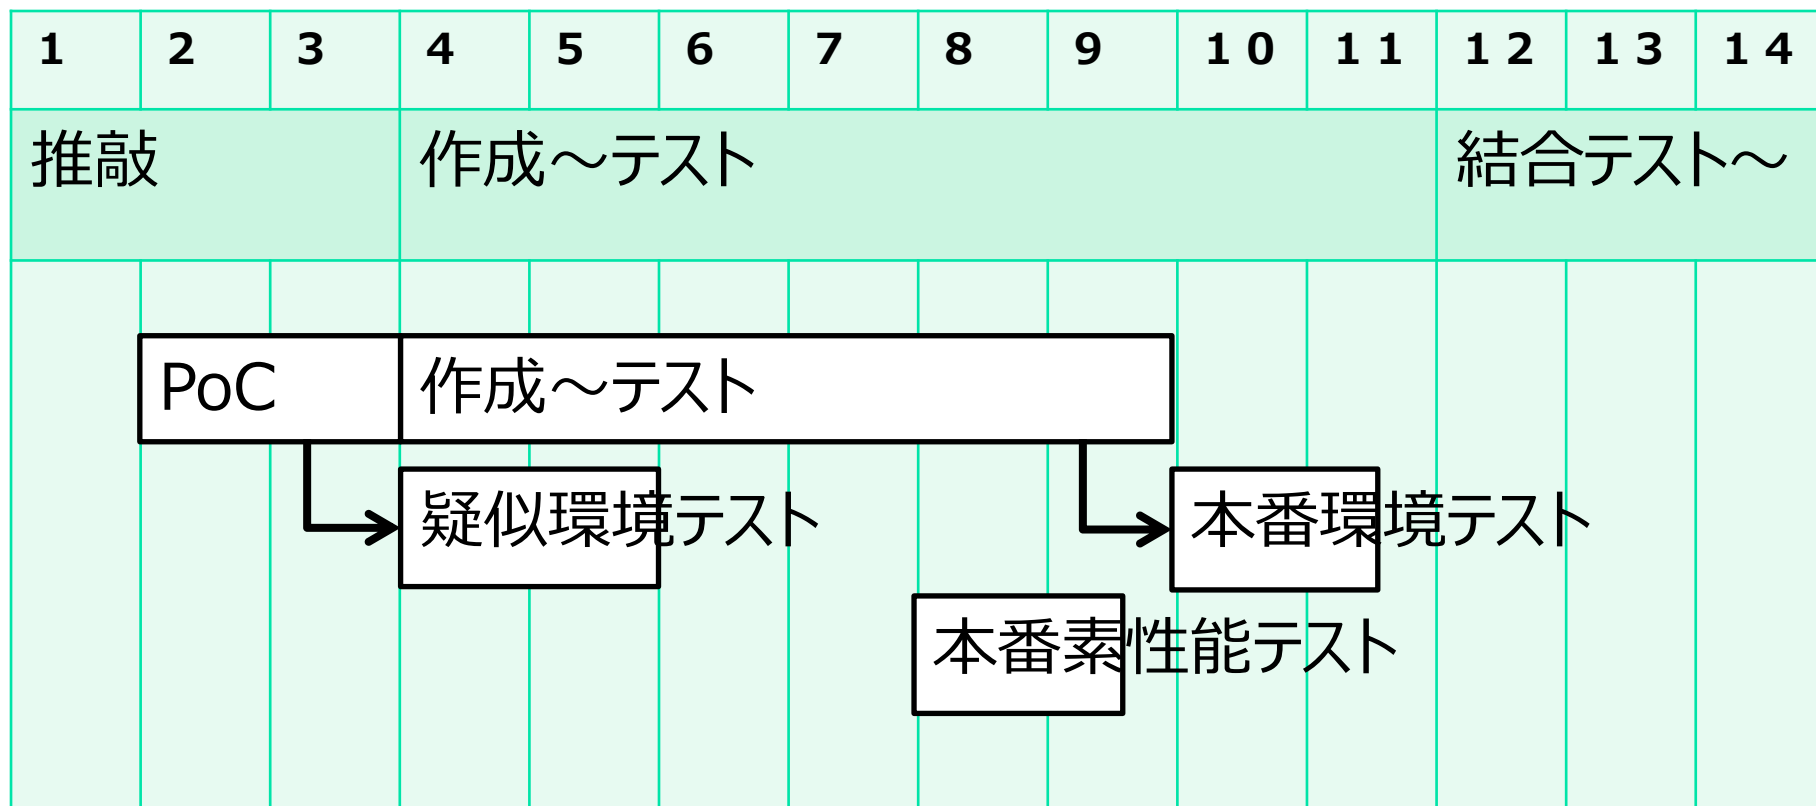 1 2 3 4 5 6 7 8 9 １０ １１ １２ １３ １４
推敲 作成～テスト 結合テスト～
PoC 作成～テスト
疑似環境テスト 本番環境テスト
本番素性能テスト